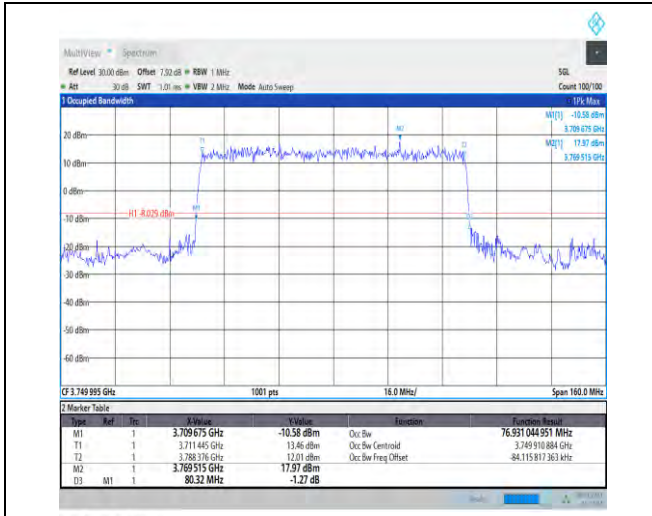 MultiView Spectrum
Ref Level 30.00 dBm Offset 7.92 dB RBW 1 MHz SGL
Att 30 dB SWT 1.01 ms VBW 2 MHz Mode Auto Sweep Count 100/100
1 Occupied Bandwidth 1Pk Max
M1[1] -10.58 dBm
3.709 675 GHz
M2[1] 17.97 dBm
3.769 515 GHz
20 dBm
M2
T1
T2
10 dBm
0 dBm
M1
H1 -8.025 dBm
-10 dBm
-20 dBm
-30 dBm
-40 dBm
-50 dBm
-60 dBm
CF 3.749 995 GHz 1001 pts 16.0 MHz/ Span 160.0 MHz
2 Marker Table
Type Ref Trc X-Value Y-Value Function Function Result
M1 1 3.709 675 GHz -10.58 dBm Occ Bw 76.931 044 951 MHz
T1 1 3.711 445 GHz 13.46 dBm Occ Bw Centroid 3.749 910 884 GHz
T2 1 3.788 376 GHz 12.01 dBm Occ Bw Freq Offset -84.115 817 363 kHz
M2 1 3.769 515 GHz 17.97 dBm
D3 M1 1 80.32 MHz -1.27 dB